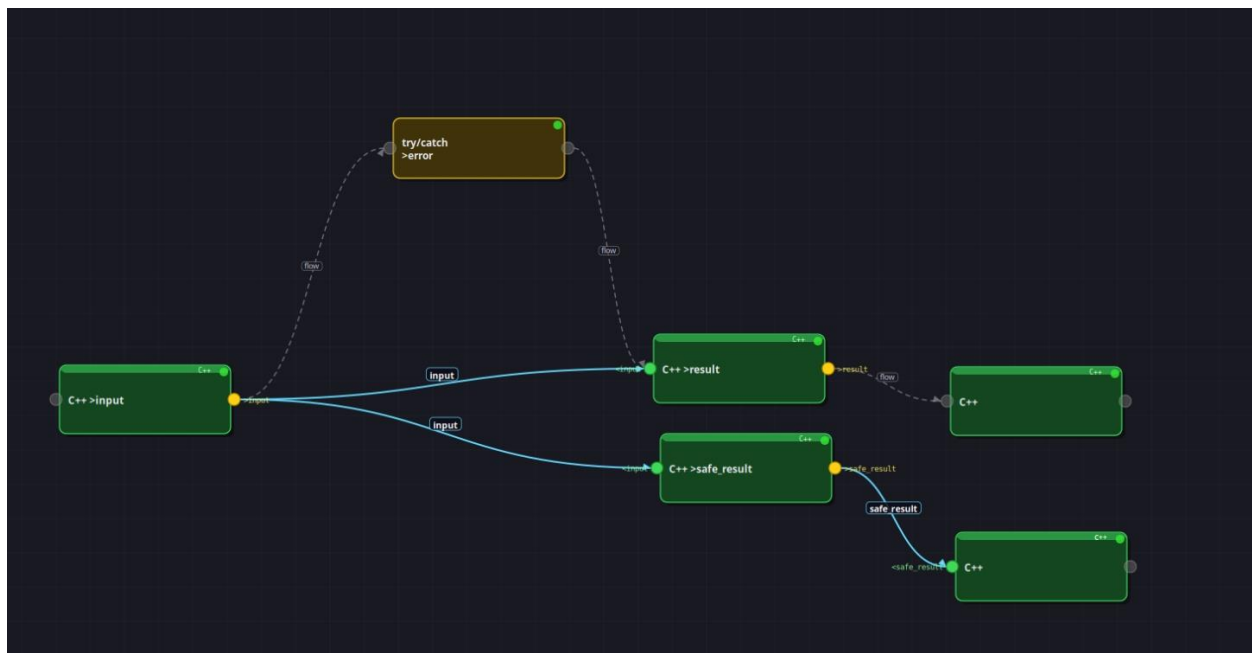 try/catch
>error
flow
flow
C++
C++ >input
>input
input
input
C++
<input
C++ >result
>result
flow
C++
C++
C++
<input
C++ >safe_result
>safe_result
safe_result
C++
<safe_result
C++